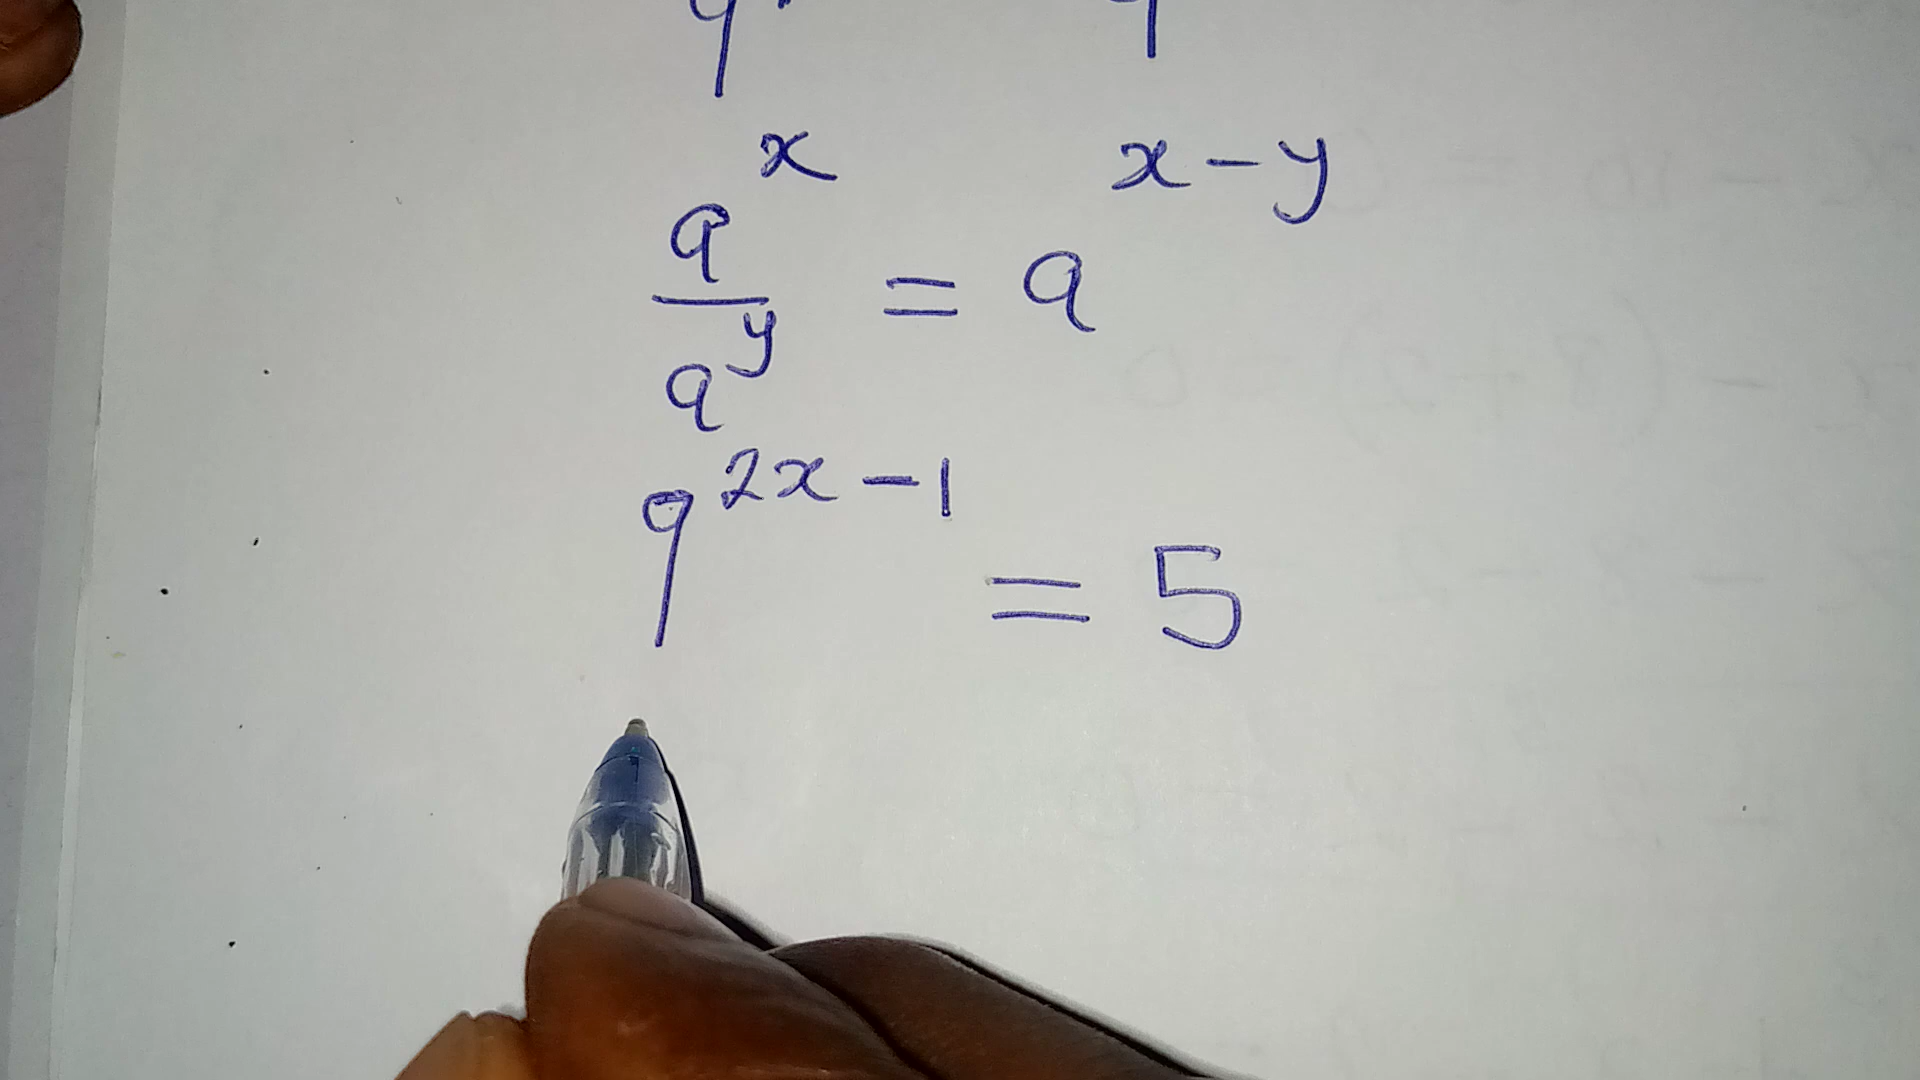 a^x / a^y = a^(x-y)
9^(2x-1) = 5